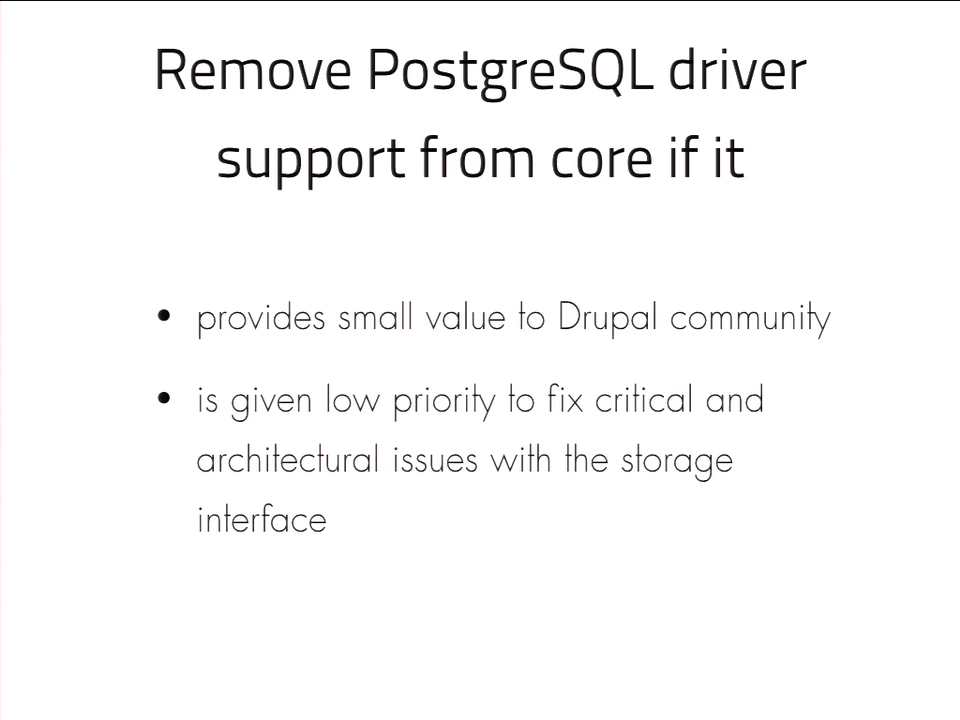 Remove PostgreSQL driver
support from core if it
• provides small value to Drupal community
• is given low priority to fix critical and
architectural issues with the storage
interface